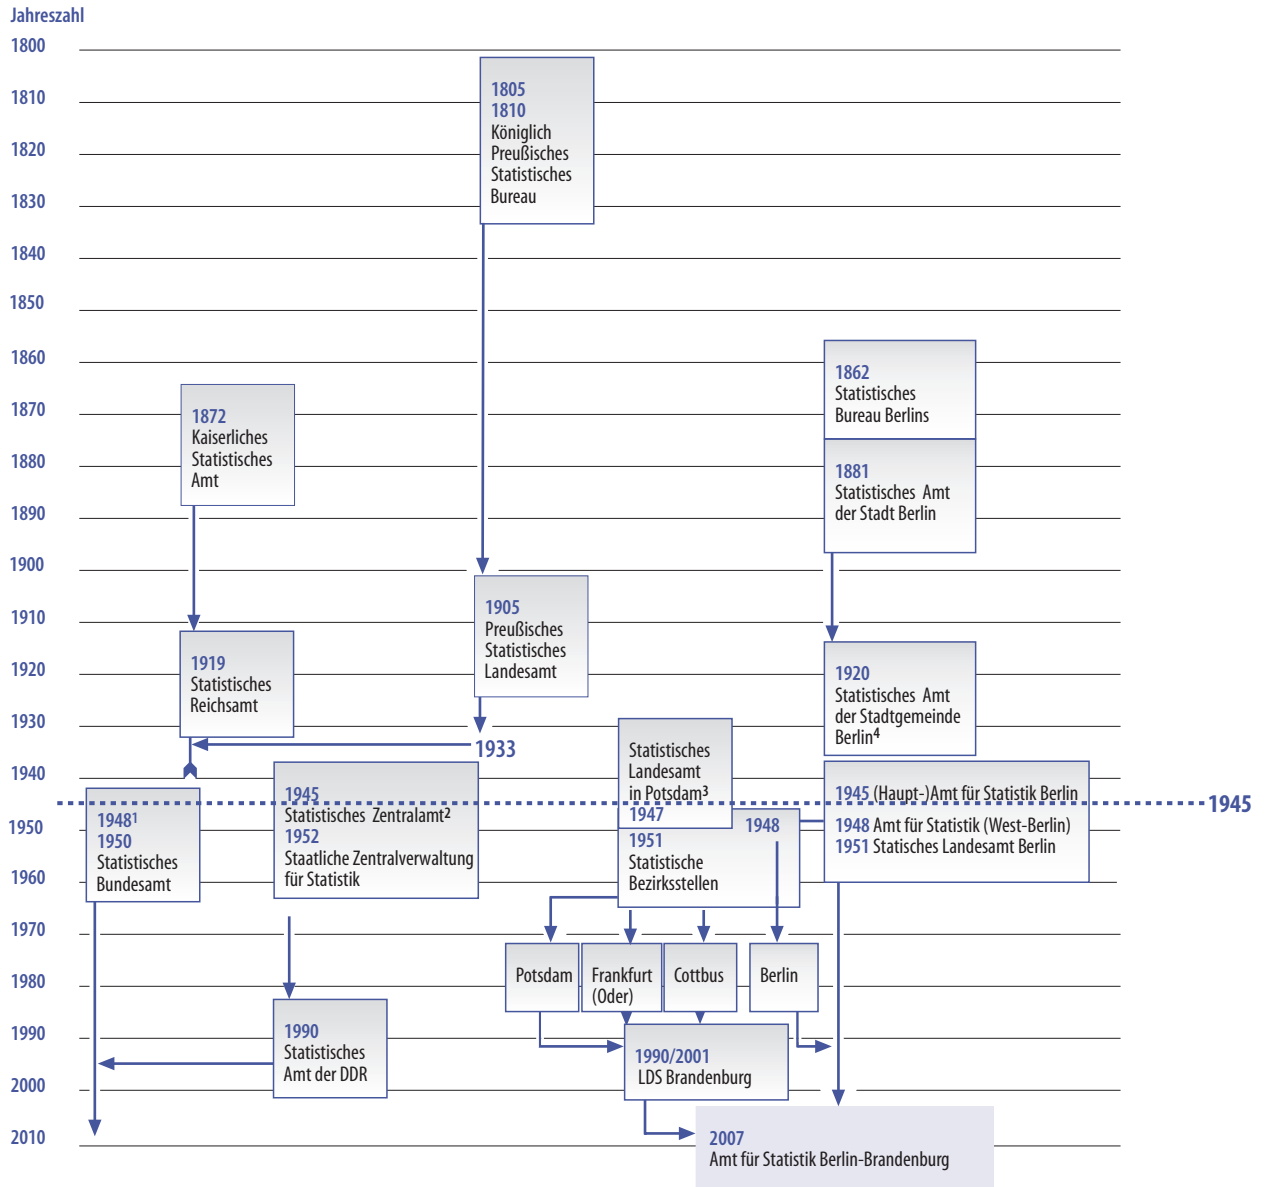 Jahreszahl
1800
1810
1820
1830
1840
1850
1860
1870
1880
1890
1900
1910
1920
1930
1940
1950
1960
1970
1980
1990
2000
2010
1805
1810
Königlich
Preußisches
Statistisches
Bureau
1862
Statistisches
Bureau Berlins
1872
Kaiserliches
Statistisches
Amt
1881
Statistisches Amt
der Stadt Berlin
1905
Preußisches
Statistisches
Landesamt
1919
Statistisches
Reichsamt
1920
Statistisches Amt
der Stadtgemeinde
Berlin⁴
1933
Statistisches
Landesamt
in Potsdam³
1947
1945
Statistisches Zentralamt²
1952
Staatliche Zentralverwaltung
für Statistik
1945 (Haupt-)Amt für Statistik Berlin
1948 Amt für Statistik (West-Berlin)
1951 Statisches Landesamt Berlin
1945
1948¹
1950
Statistisches
Bundesamt
1948
1951
Statistische
Bezirksstellen
Potsdam
Frankfurt
(Oder)
Cottbus
Berlin
1990
Statistisches
Amt der DDR
1990/2001
LDS Brandenburg
2007
Amt für Statistik Berlin-Brandenburg